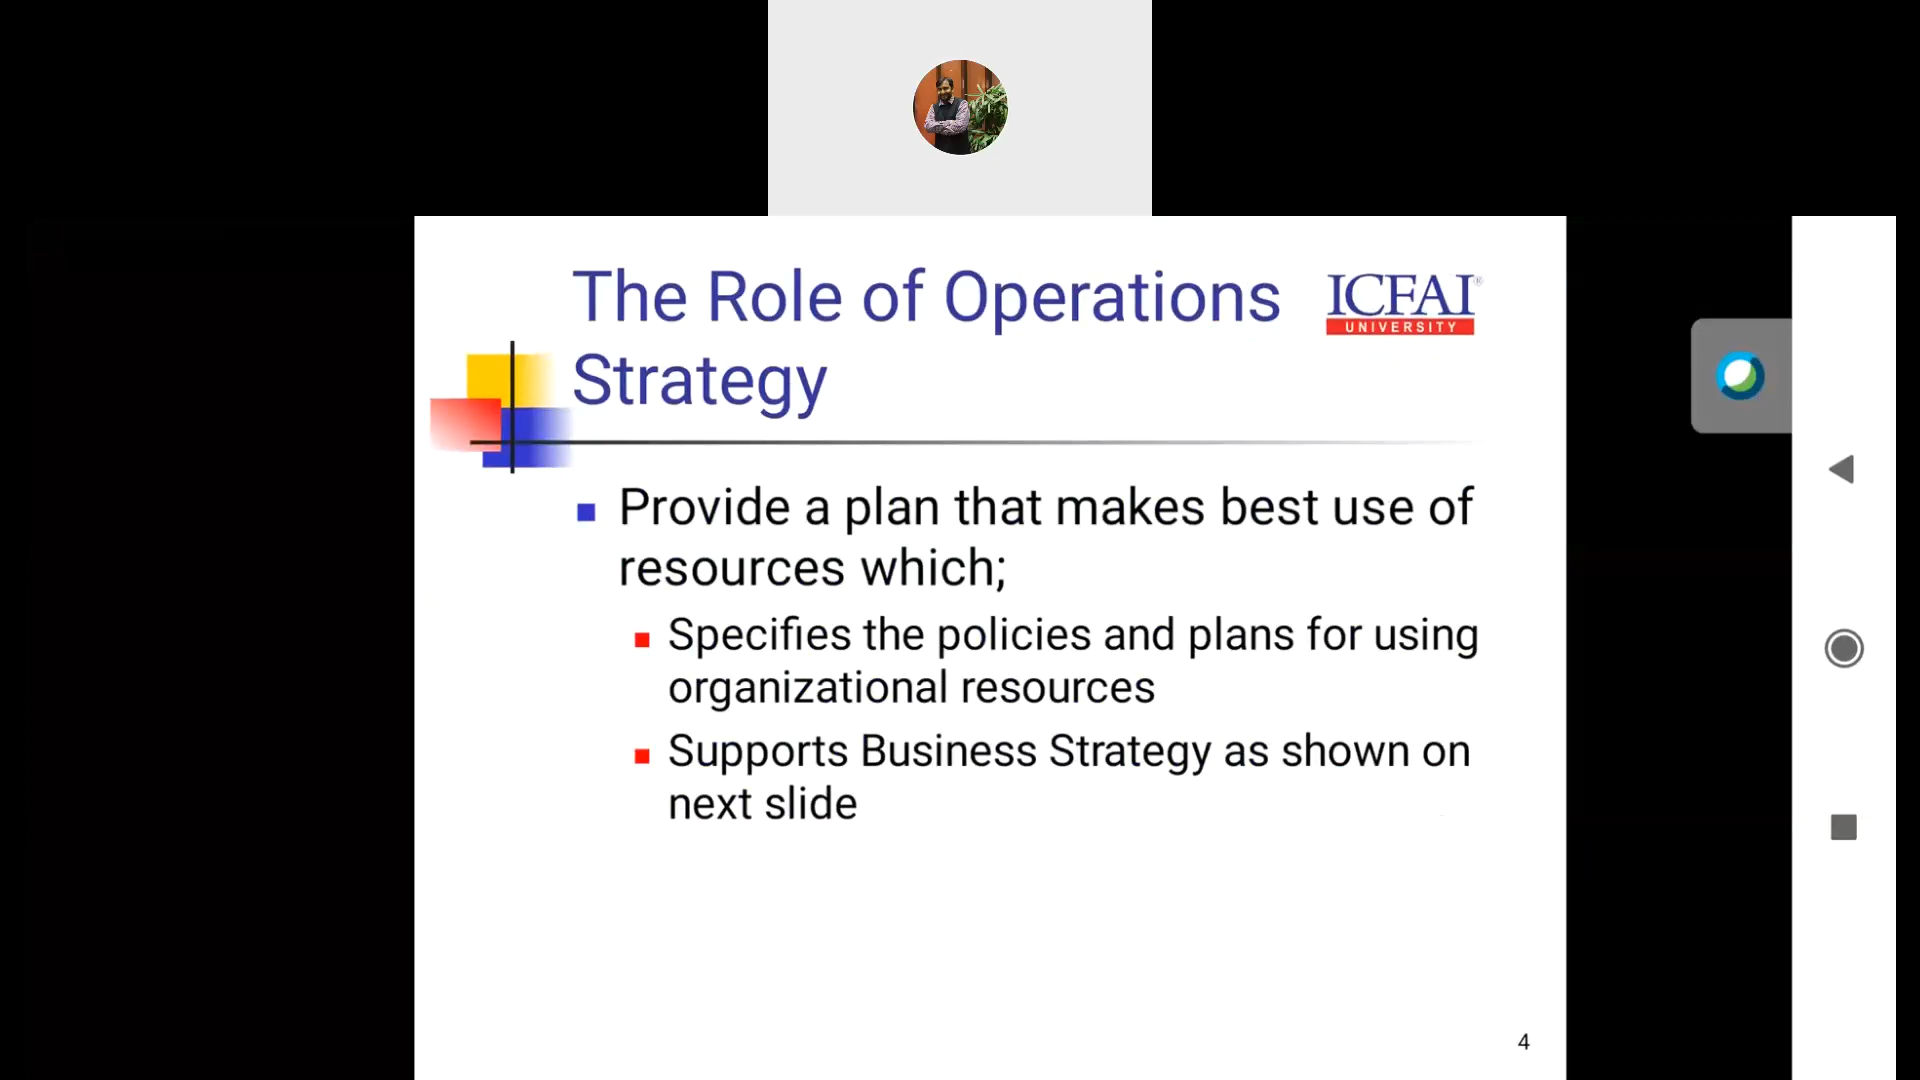 The Role of Operations
Strategy
ICFAI
UNIVERSITY
Provide a plan that makes best use of
resources which;
Specifies the policies and plans for using
organizational resources
Supports Business Strategy as shown on
next slide
4